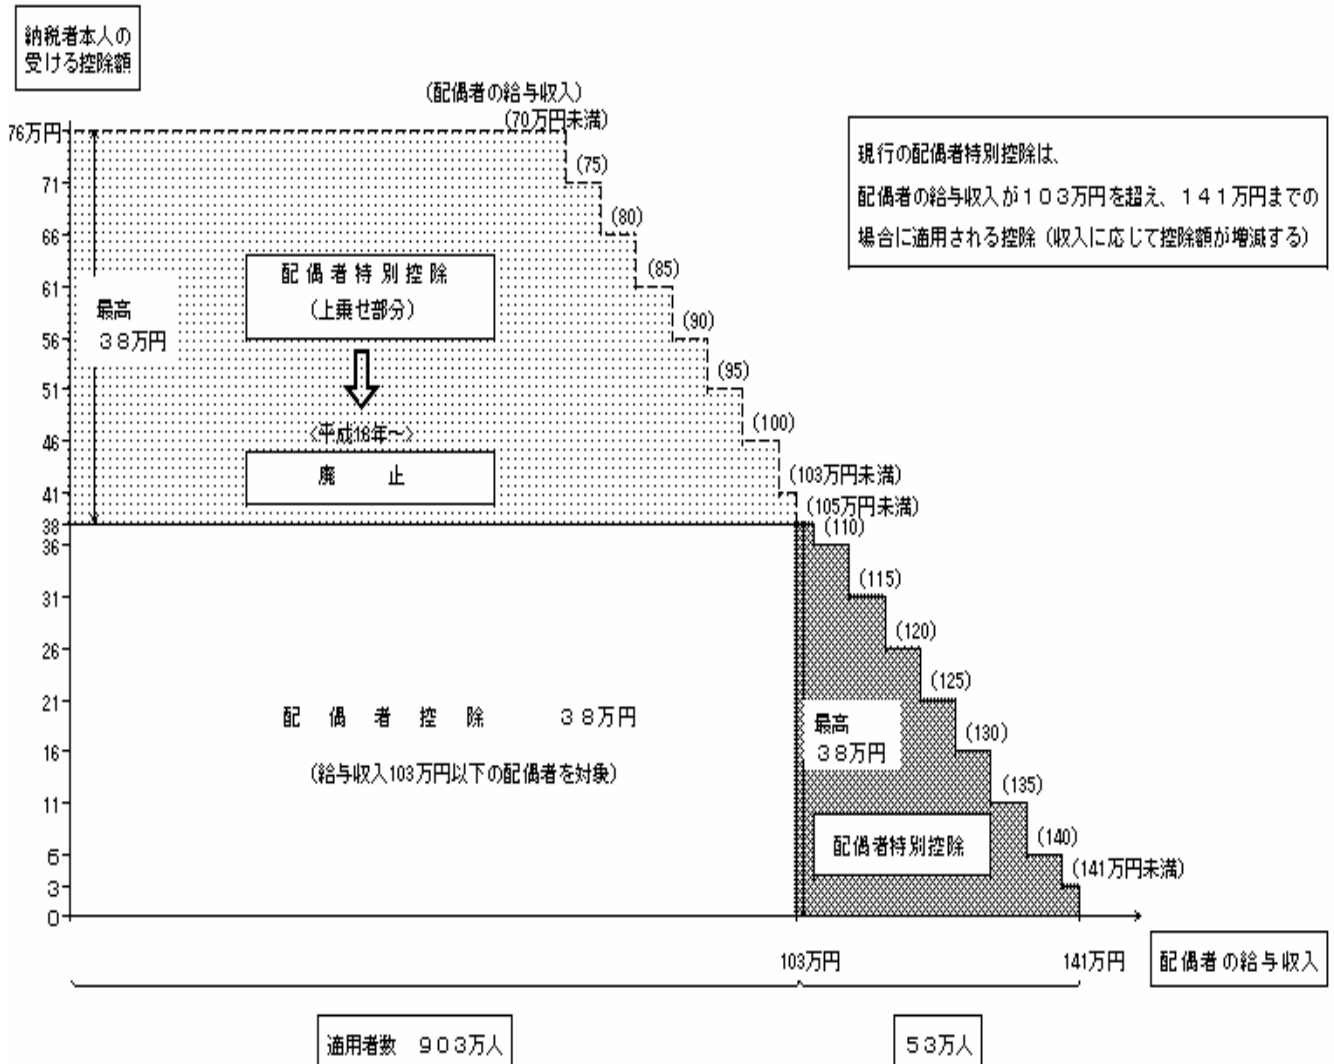 納税者本人の
受ける控除額
(配偶者の給与収入)
(70万円未満)
76万円
現行の配偶者特別控除は、
配偶者の給与収入が１０３万円を超え、１４１万円までの
場合に適用される控除（収入に応じて控除額が増減する）
(75)
71
(80)
66
配偶者特別控除
(上乗せ部分)
(85)
61
最高
３８万円
(90)
56
(95)
51
(100)
46
<平成16年～>
廃 止
(103万円未満)
41
(105万円未満)
38
(110)
36
(115)
31
(120)
26
(125)
21
配 偶 者 控 除 ３８万円
最高
３８万円
(130)
16
(給与収入103万円以下の配偶者を対象)
(135)
11
(140)
配偶者特別控除
6
(141万円未満)
3
0
103万円
141万円
配偶者の給与収入
適用者数 ９０３万人
５３万人